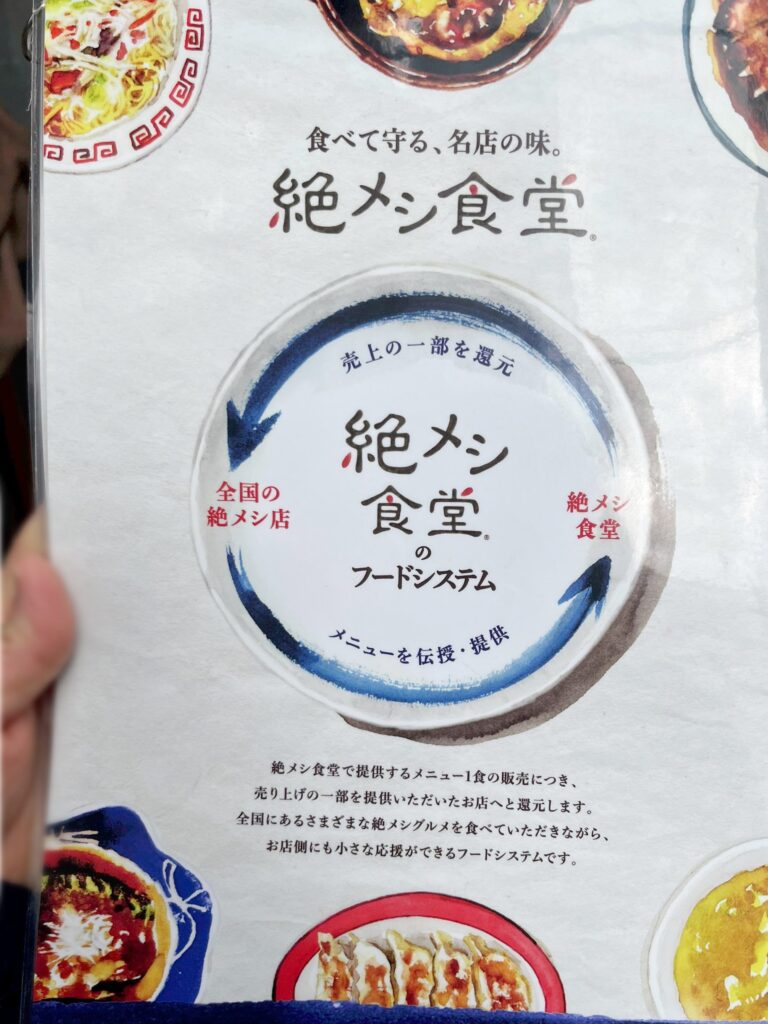 食べて守る、名店の味。
絶メシ食堂®
売上の一部を還元
絶メシ
食堂®
の
フードシステム
全国の
絶メシ店
絶メシ
食堂
メニューを伝授・提供
絶メシ食堂で提供するメニュー1食の販売につき、
売り上げの一部を提供いただいたお店へと還元します。
全国にあるさまざまな絶メシグルメを食べていただきながら、
お店側にも小さな応援ができるフードシステムです。